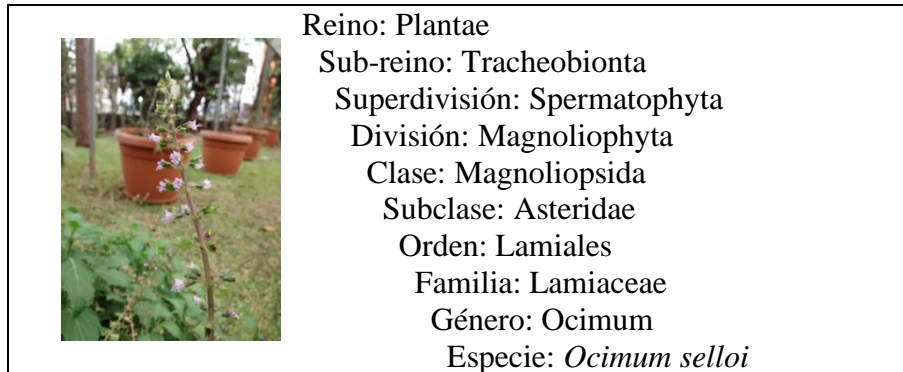 Reino: Plantae
Sub-reino: Tracheobionta
Superdivisión: Spermatophyta
División: Magnoliophyta
Clase: Magnoliopsida
Subclase: Asteridae
Orden: Lamiales
Familia: Lamiaceae
Género: Ocimum
Especie: Ocimum selloi